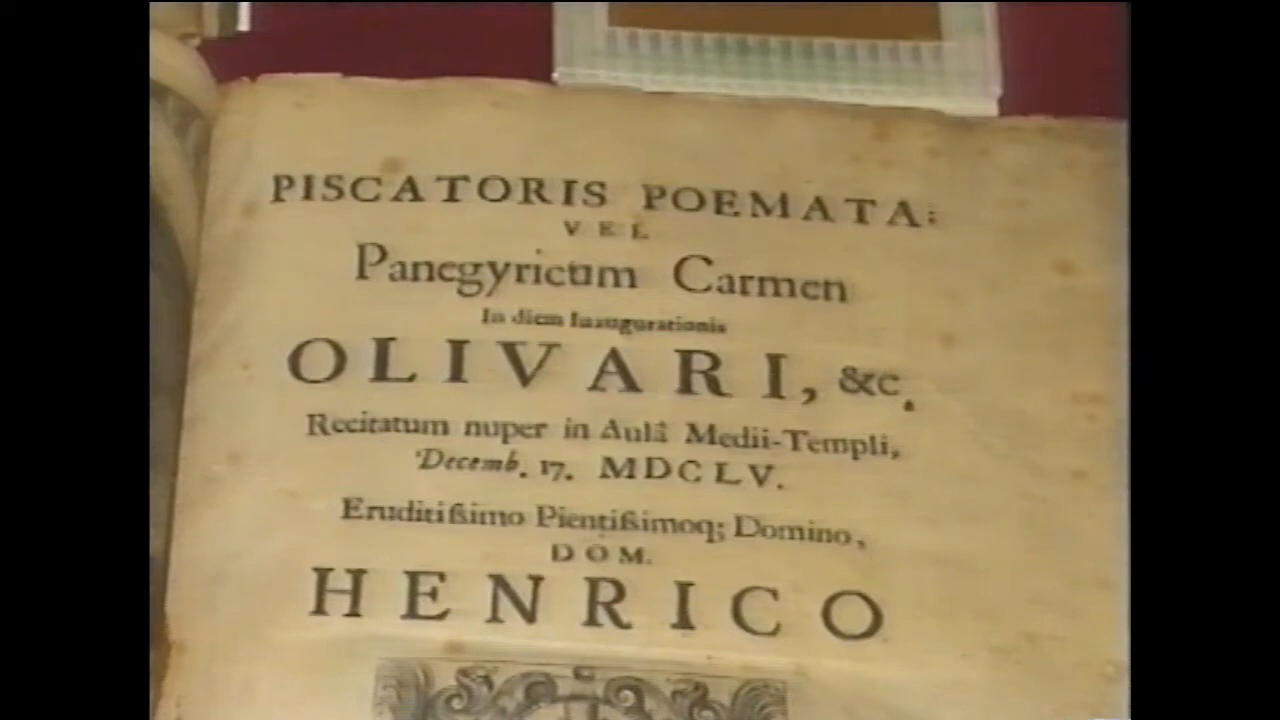 PISCATORIS POEMATA:
VEL
Panegyricum Carmen
In diem Inaugurationis
OLIVARI, &c.
Recitatum nuper in Aulâ Medii-Templi,
Decemb. 17. MDCLV.
Eruditißimo Pientißimoq; Domino,
DOM.
HENRICO